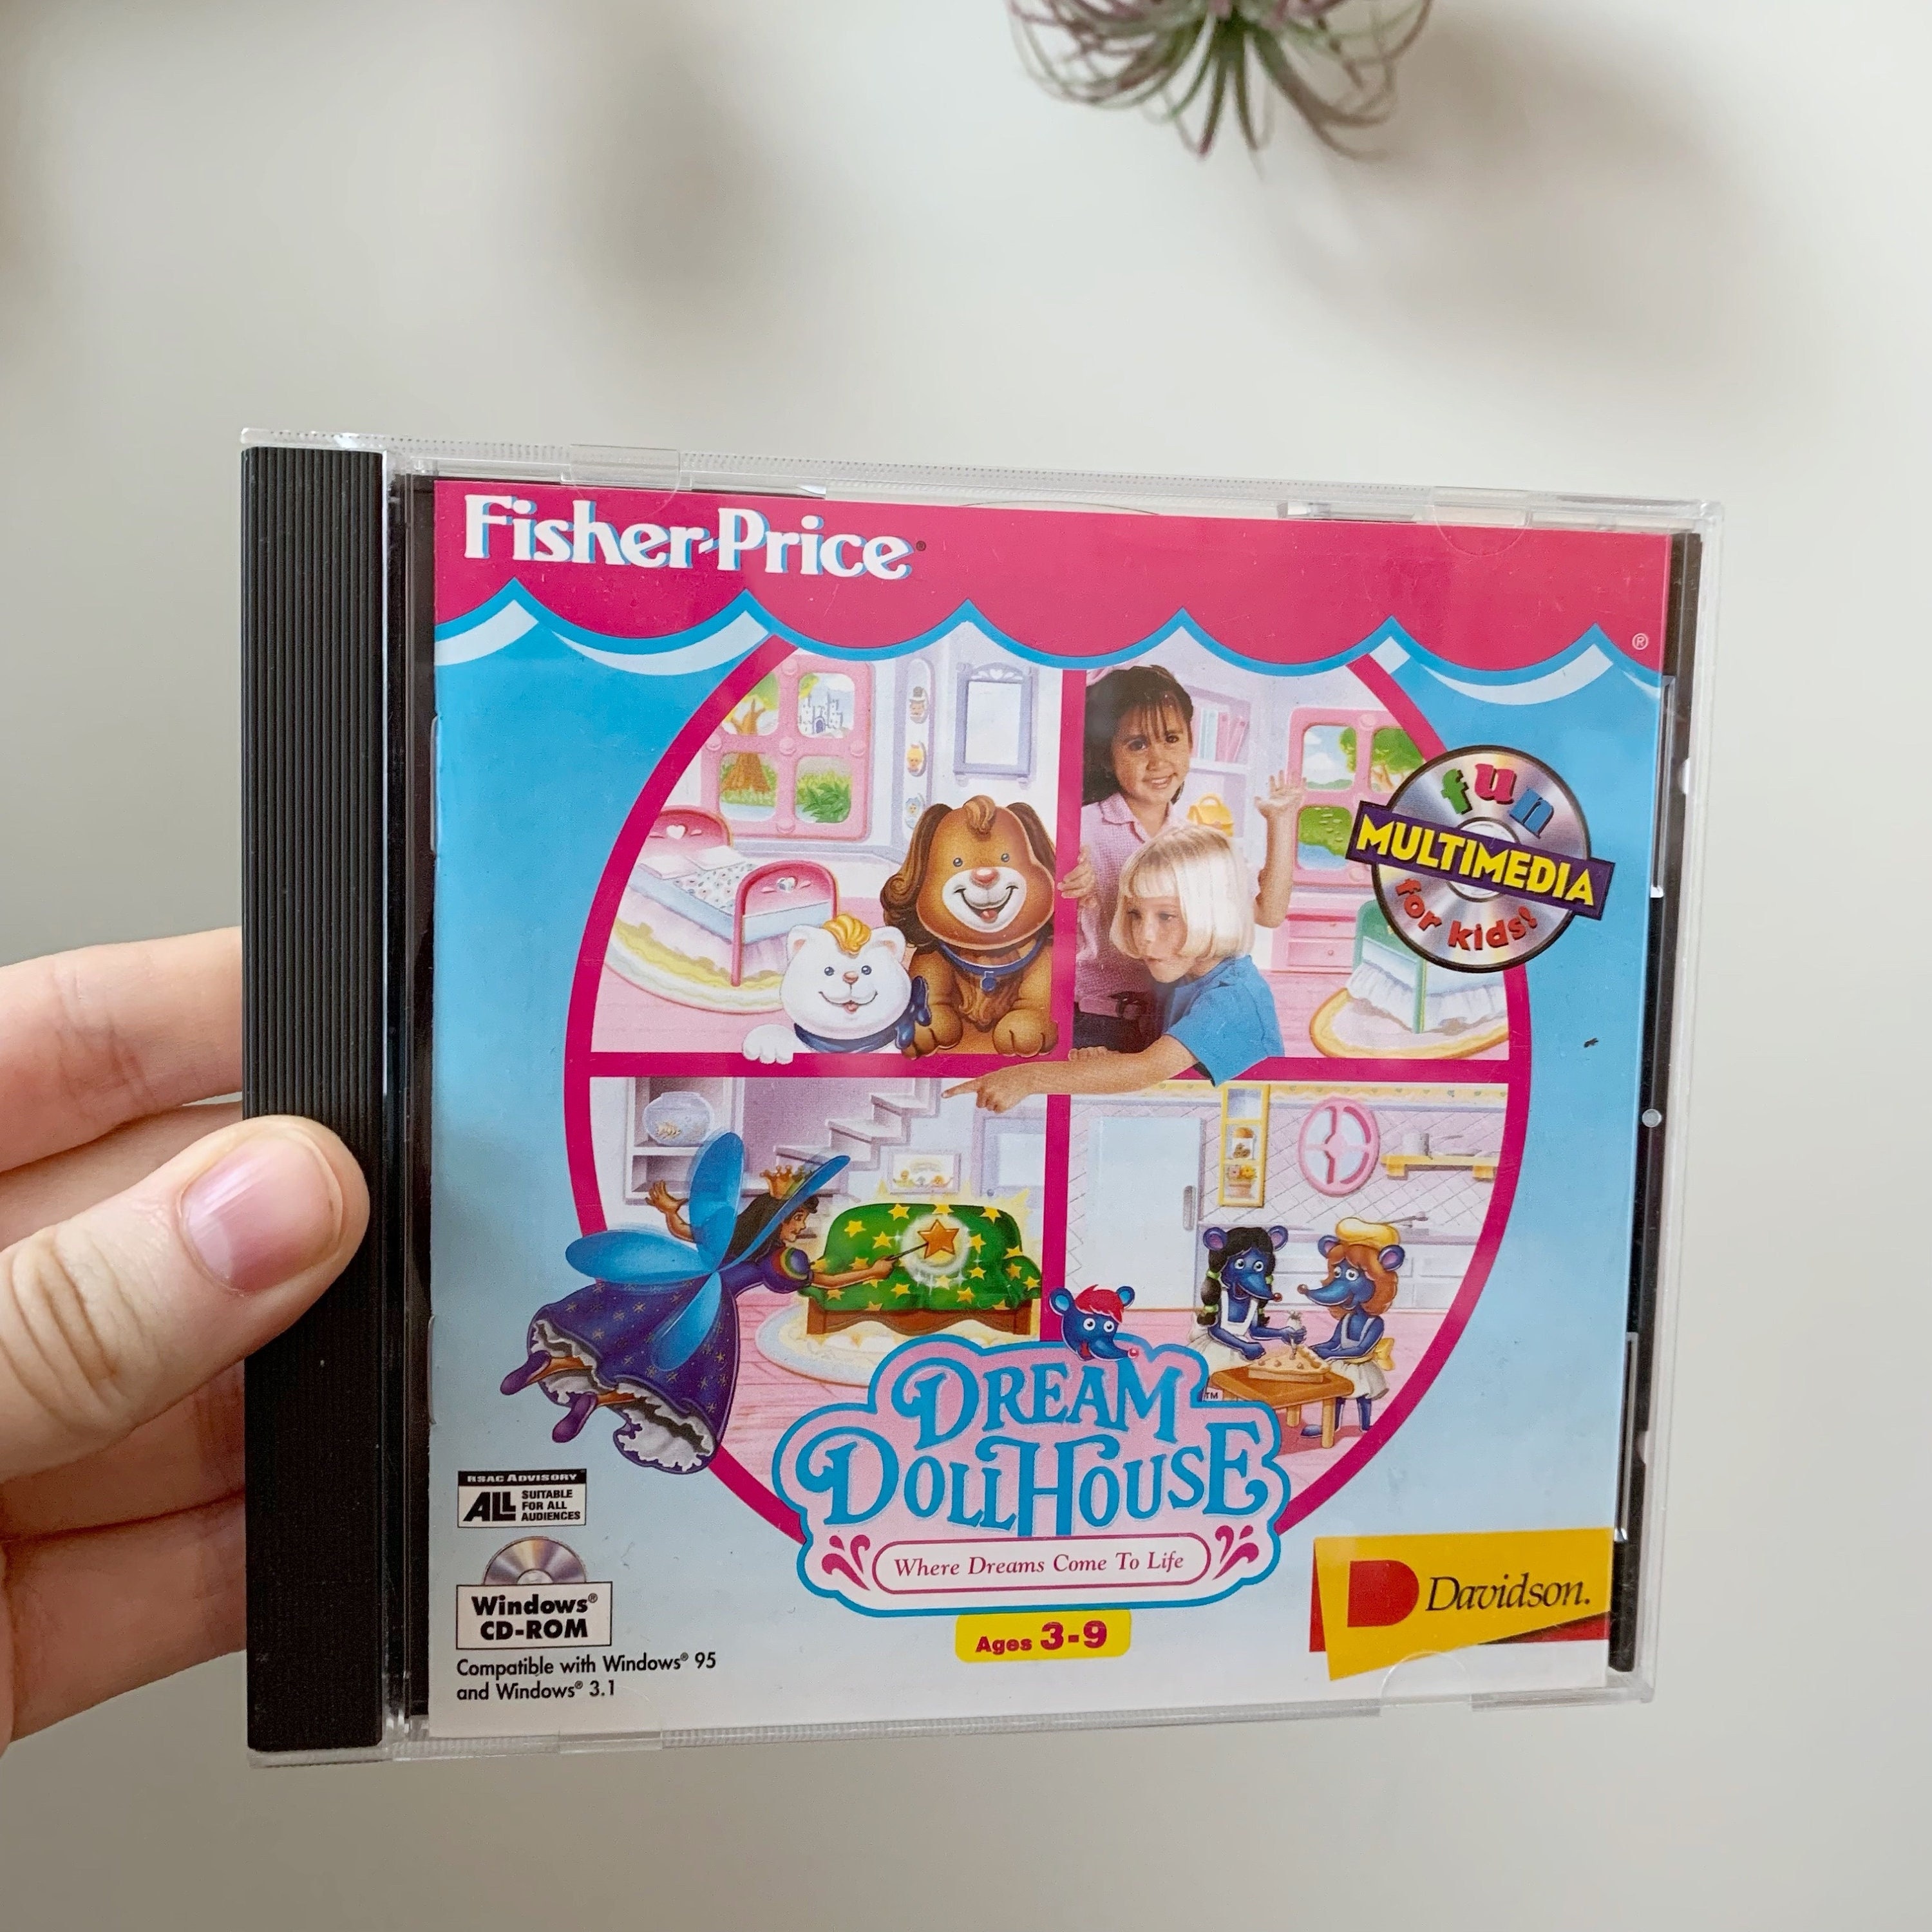 Fisher-Price®
®
fun
MULTIMEDIA
for kids!
DREAM
DOLLHOUSE™
Where Dreams Come To Life
Ages 3-9
RSAC ADVISORY
ALL
SUITABLE
FOR ALL
AUDIENCES
Windows®
CD-ROM
Compatible with Windows® 95
and Windows® 3.1
D Davidson.